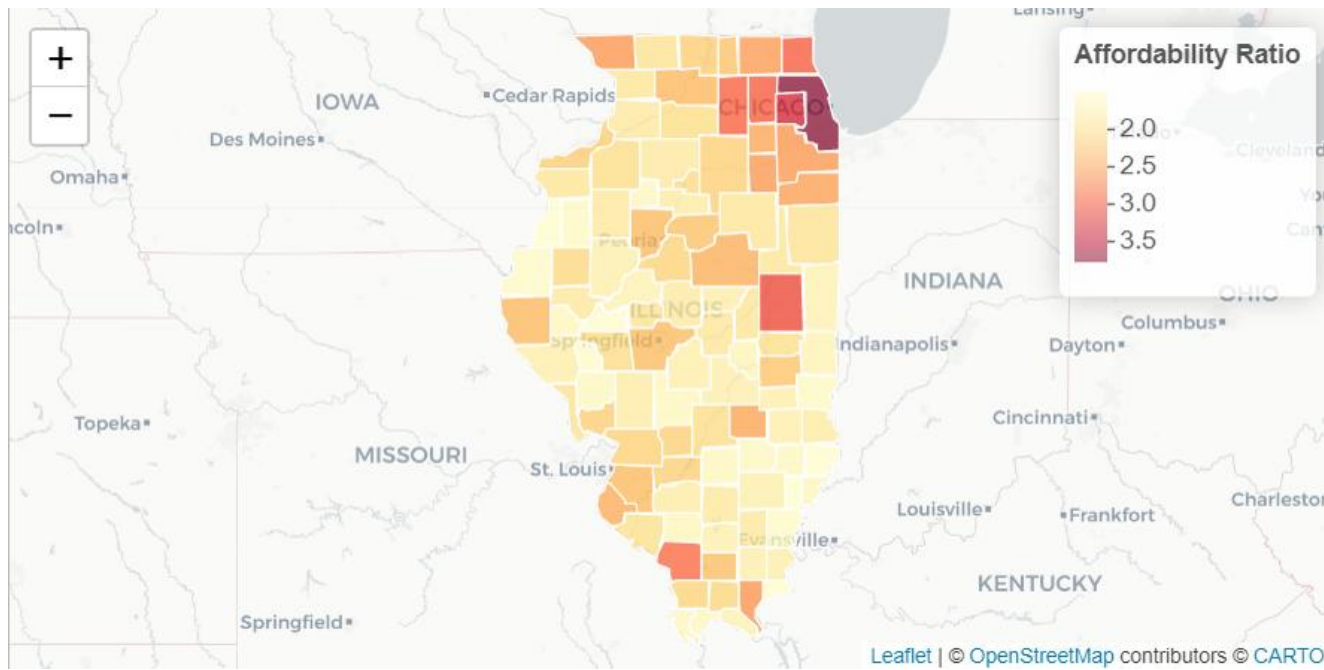 Lansing
+
−
Affordability Ratio
2.0
2.5
3.0
3.5
IOWA
Cedar Rapids
CHICAGO
Des Moines
Cleveland
Omaha
Peoria
INDIANA
ILLINOIS
OHIO
Columbus
Springfield
Indianapolis
Dayton
Topeka
Cincinnati
MISSOURI
St. Louis
Charleston
Louisville
Frankfort
Evansville
KENTUCKY
Springfield
Leaflet | © OpenStreetMap contributors © CARTO